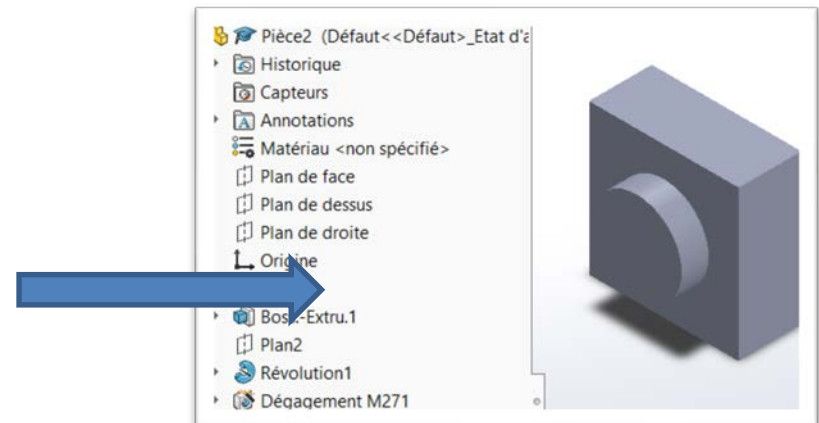 Pièce2 (Défaut<<Défaut>_Etat d'a
Historique
Capteurs
Annotations
Matériau <non spécifié>
Plan de face
Plan de dessus
Plan de droite
Origine
-Extru.1
Plan2
Révolution1
Dégagement M271